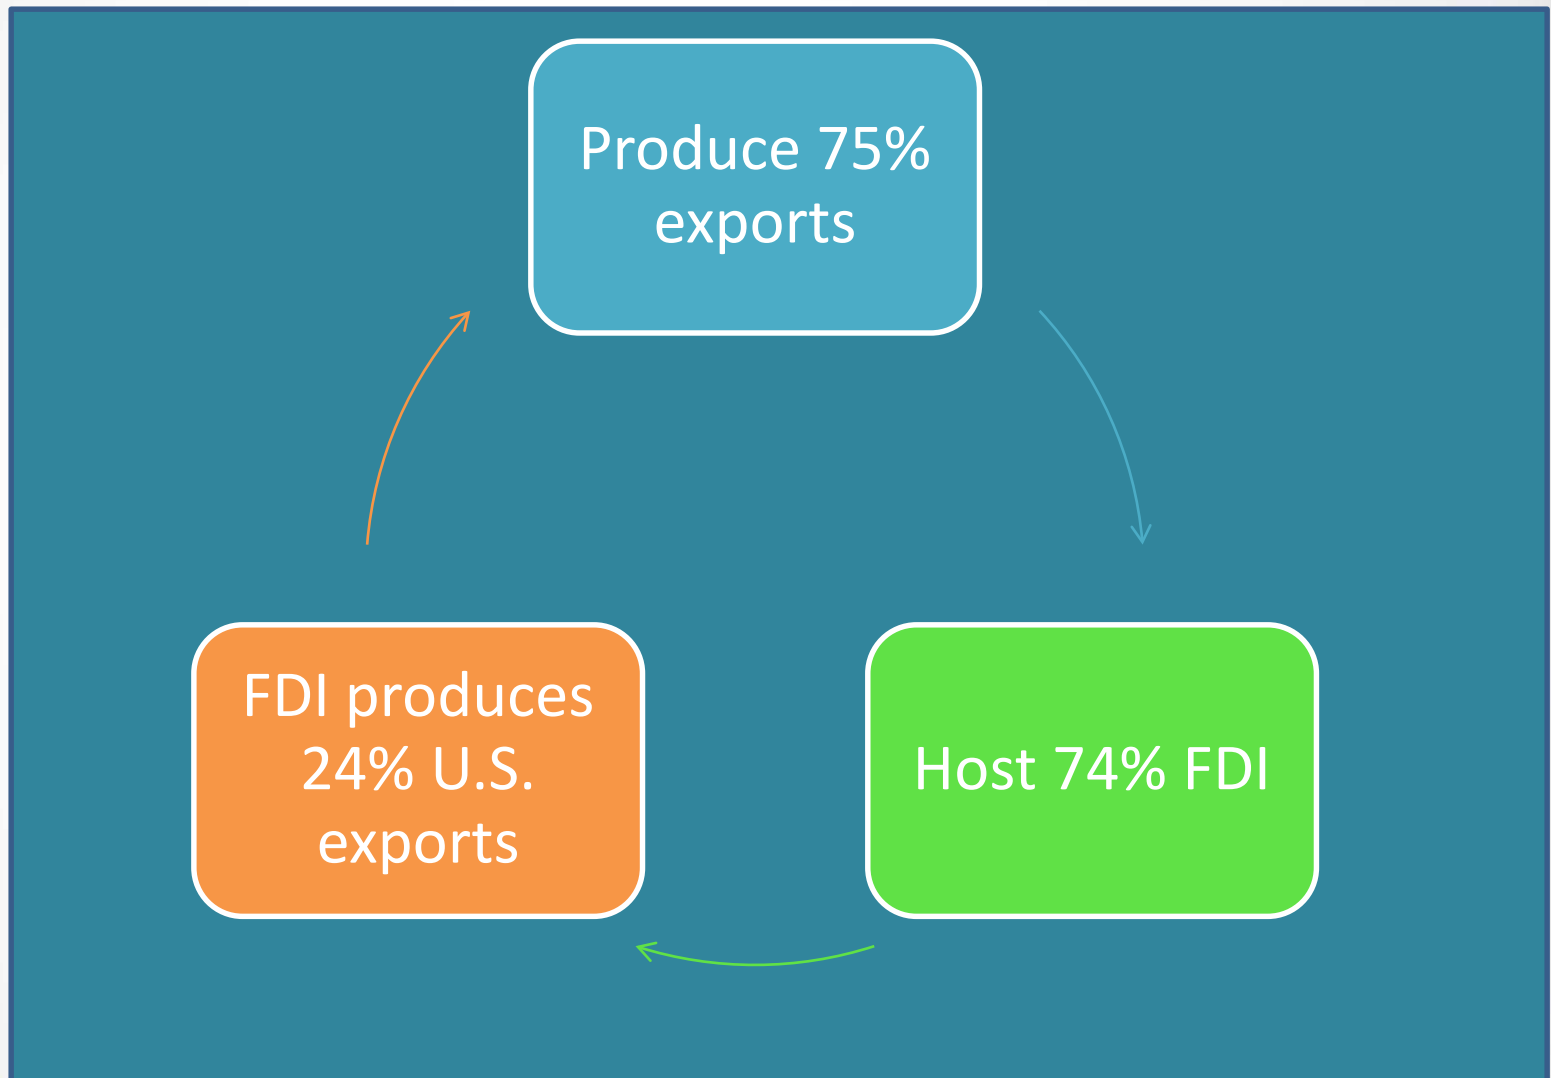 Produce 75%
exports
FDI produces
24% U.S.
exports
Host 74% FDI